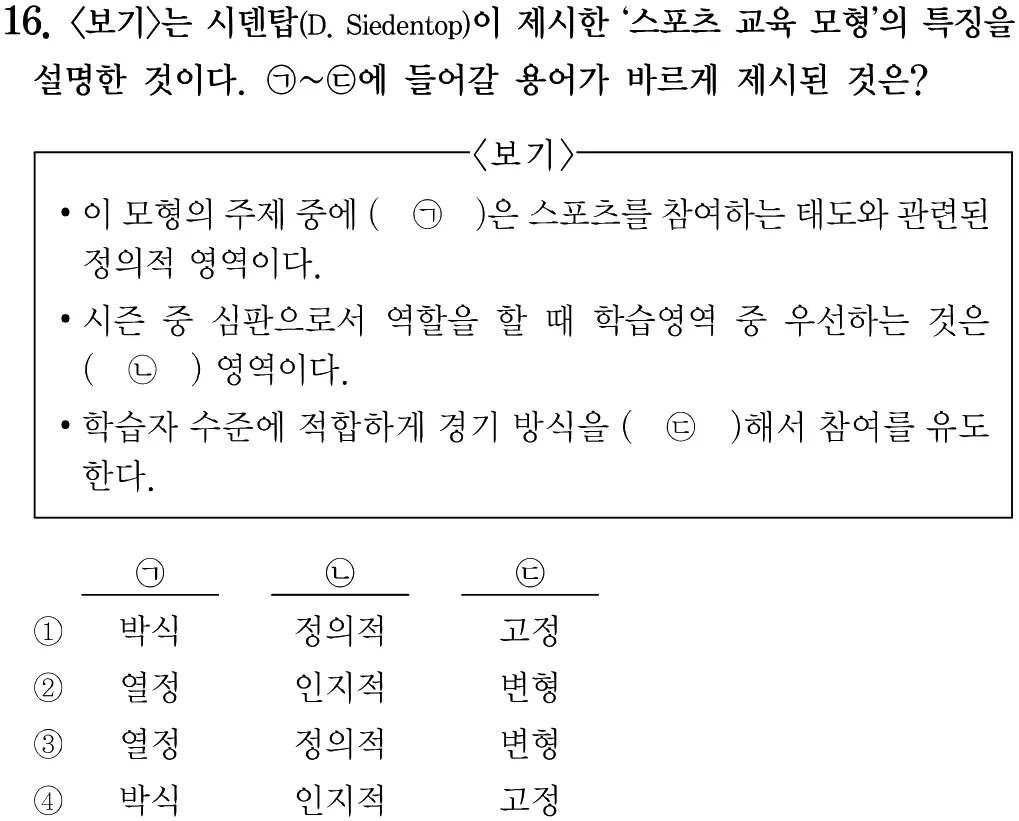 16. 〈보기〉는 시덴탑(D. Siedentop)이 제시한 ‘스포츠 교육 모형’의 특징을
설명한 것이다. ㉠~㉢에 들어갈 용어가 바르게 제시된 것은?
〈보기〉
• 이 모형의 주제 중에 ( ㉠ )은 스포츠를 참여하는 태도와 관련된
정의적 영역이다.
• 시즌 중 심판으로서 역할을 할 때 학습영역 중 우선하는 것은
( ㉡ ) 영역이다.
• 학습자 수준에 적합하게 경기 방식을 ( ㉢ )해서 참여를 유도
한다.
㉠ ㉡ ㉢
① 박식 정의적 고정
② 열정 인지적 변형
③ 열정 정의적 변형
④ 박식 인지적 고정